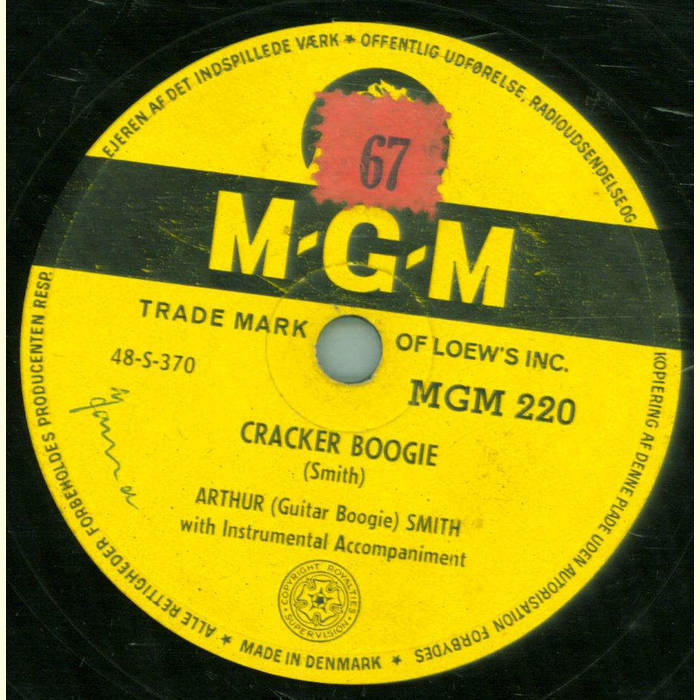 ALLE RETTIGHEDER FORBEHOLDES PRODUCENTEN RESP. EJEREN AF DET INDSPILLEDE VÆRK ★ OFFENTLIG UDFØRELSE, RADIOUDSENDELSE OG KOPIERING AF DENNE PLADE UDEN AUTORISATION FORBYDES ★ MADE IN DENMARK ★
67
M-G-M
TRADE MARK OF LOEW'S INC.
48-S-370
MGM 220
CRACKER BOOGIE
(Smith)
ARTHUR (Guitar Boogie) SMITH
with Instrumental Accompaniment
COPYRIGHT ROYALTIES
SUPERVISION